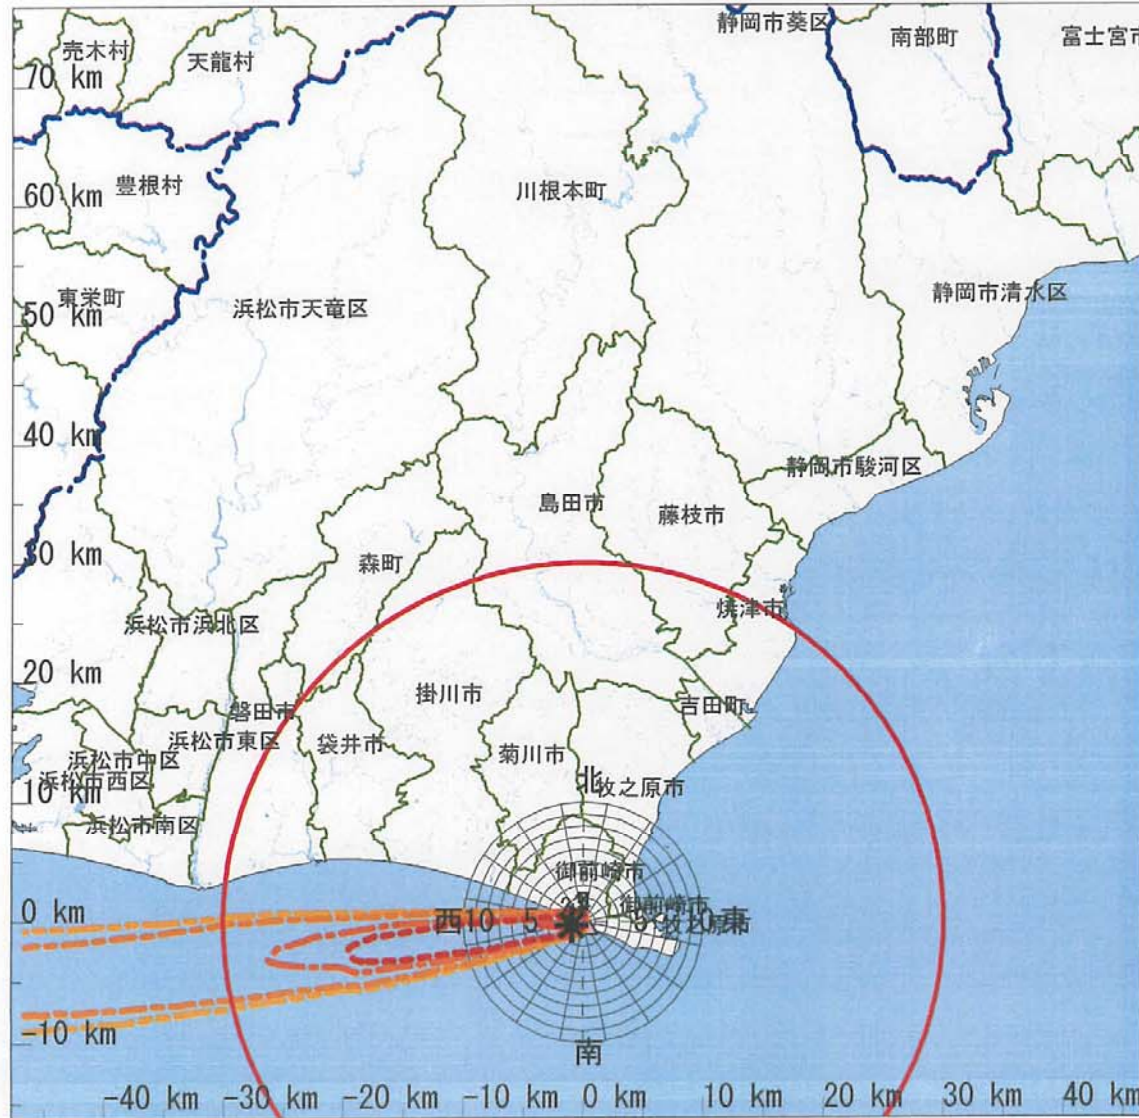 静岡市葵区
南部町
富士宮市
売木村
天龍村
70 km
豊根村
川根本町
60 km
東栄町
静岡市清水区
浜松市天竜区
50 km
40 km
静岡市駿河区
島田市
藤枝市
30 km
森町
焼津市
浜松市浜北区
20 km
掛川市
吉田町
磐田市
浜松市東区
袋井市
菊川市
浜松市中区
北
浜松市西区
牧之原市
10 km
浜松市南区
御前崎市
御前崎市
0 km
西10 5
東
-10 km
南
-40 km -30 km -20 km -10 km 0 km 10 km 20 km 30 km 40 km